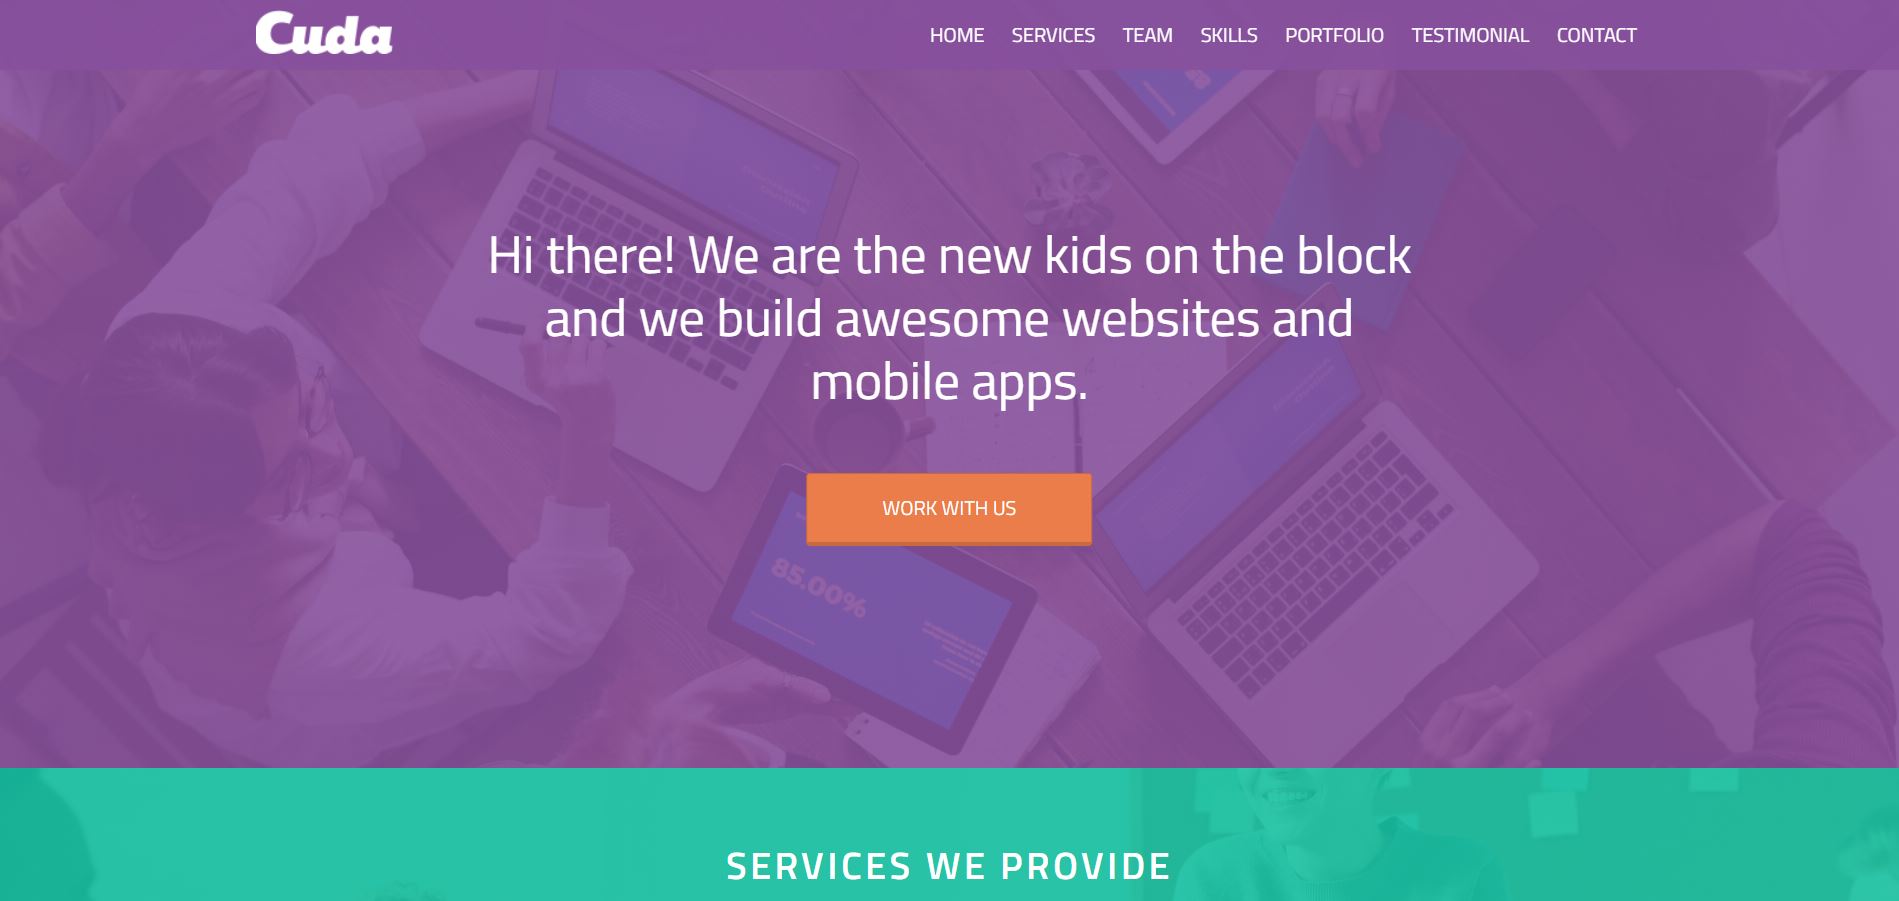 Cuda
HOME SERVICES TEAM SKILLS PORTFOLIO TESTIMONIAL CONTACT
Hi there! We are the new kids on the block
and we build awesome websites and
mobile apps.
WORK WITH US
85.00%
SERVICES WE PROVIDE